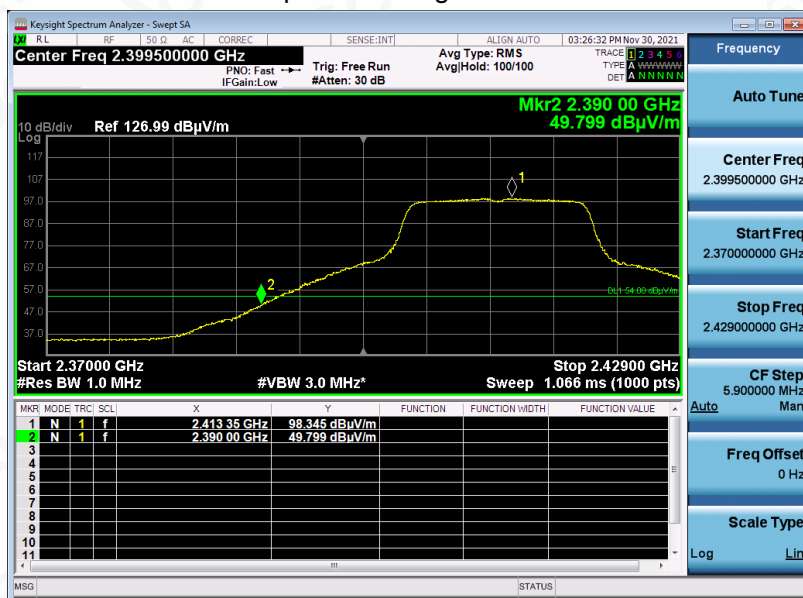 Keysight Spectrum Analyzer - Swept SA
LXI RL RF 50 Ω AC CORREC SENSE:INT ALIGN AUTO 03:26:32 PM Nov 30, 2021
Center Freq 2.399500000 GHz
PNO: Fast
IFGain:Low
Trig: Free Run
#Atten: 30 dB
Avg Type: RMS
Avg|Hold: 100/100
TRACE 1 2 3 4 5 6
TYPE A WWWWW
DET A N N N N N
Mkr2 2.390 00 GHz
49.799 dBµV/m
10 dB/div Ref 126.99 dBµV/m
Log
117
107
97.0
87.0
77.0
67.0
57.0
47.0
37.0
1
2
DL1 54.00 dBµV/m
Start 2.37000 GHz Stop 2.42900 GHz
#Res BW 1.0 MHz #VBW 3.0 MHz* Sweep 1.066 ms (1000 pts)
MKR MODE TRC SCL X Y FUNCTION FUNCTION WIDTH FUNCTION VALUE
1 N 1 f 2.413 35 GHz 98.345 dBµV/m
2 N 1 f 2.390 00 GHz 49.799 dBµV/m
3
4
5
6
7
8
9
10
11
MSG STATUS
Frequency
Auto Tune
Center Freq
2.399500000 GHz
Start Freq
2.370000000 GHz
Stop Freq
2.429000000 GHz
CF Step
5.900000 MHz
Auto Man
Freq Offset
0 Hz
Scale Type
Log Lin